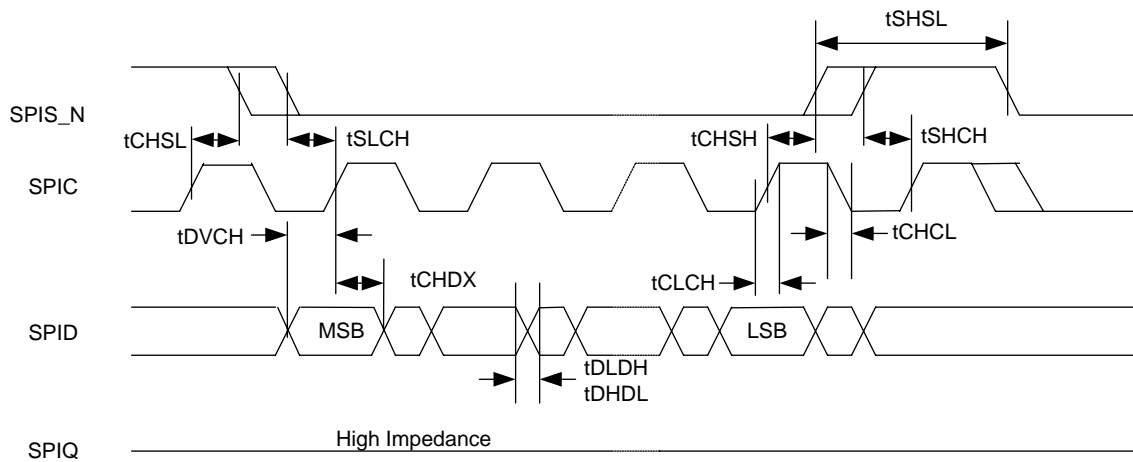 tSHSL
SPIS_N
tCHSL
tSLCH
tCHSH
tSHCH
SPIC
tDVCH
tCHCL
tCHDX
tCLCH
SPID
MSB
LSB
tDLDH
tDHDL
High Impedance
SPIQ